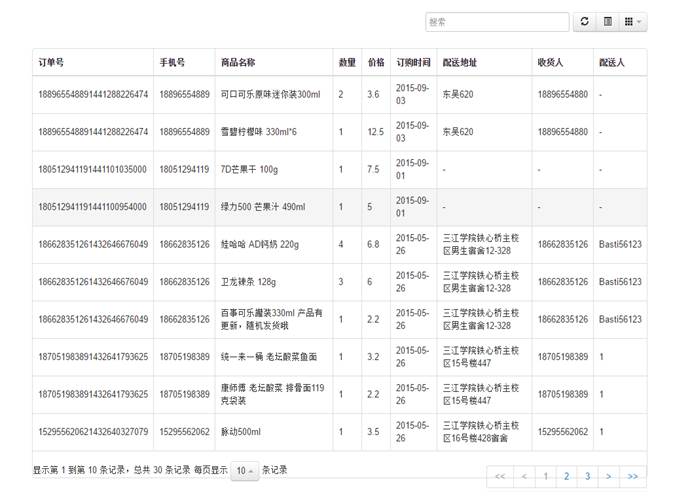 搜索
订单号 手机号 商品名称 数量 价格 订购时间 配送地址 收货人 配送人
188965548891441288226474 18896554889 可口可乐原味迷你装300ml 2 3.6 2015-09-03 东吴620 18896554880 -
188965548891441288226474 18896554889 雪碧柠檬味 330ml*6 1 12.5 2015-09-03 东吴620 18896554880 -
180512941191441101035000 18051294119 7D芒果干 100g 1 7.5 2015-09-01 - - -
180512941191441100954000 18051294119 绿力500 芒果汁 490ml 1 5 2015-09-01 - - -
186628351261432646676049 18662835126 娃哈哈 AD钙奶 220g 4 6.8 2015-05-26 三江学院铁心桥主校区男生宿舍12-328 18662835126 Basti56123
186628351261432646676049 18662835126 卫龙辣条 128g 3 6 2015-05-26 三江学院铁心桥主校区男生宿舍12-328 18662835126 Basti56123
186628351261432646676049 18662835126 百事可乐罐装330ml 产品有更新，随机发货哦 1 2.2 2015-05-26 三江学院铁心桥主校区男生宿舍12-328 18662835126 Basti56123
187051983891432641793625 18705198389 统一来一桶 老坛酸菜鱼面 1 3.2 2015-05-26 三江学院铁心桥主校区15号楼447 18705198389 1
187051983891432641793625 18705198389 康师傅 老坛酸菜 排骨面119克袋装 1 2.2 2015-05-26 三江学院铁心桥主校区15号楼447 18705198389 1
152955620621432640327079 15295562062 脉动500ml 1 3.5 2015-05-26 三江学院铁心桥主校区16号楼428宿舍 15295562062 1
显示第 1 到第 10 条记录，总共 30 条记录 每页显示 10 条记录
<< < 1 2 3 > >>